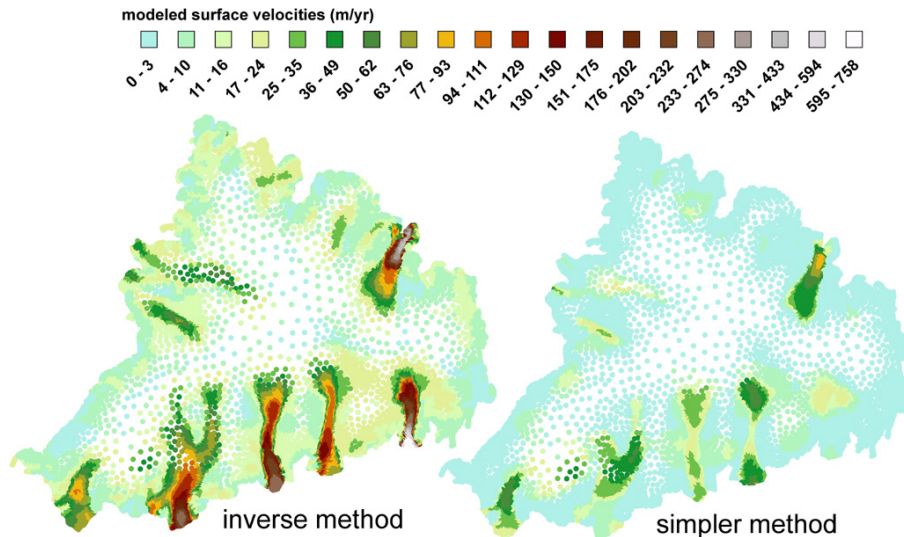 modeled surface velocities (m/yr)
0 - 3
4 - 10
11 - 16
17 - 24
25 - 35
36 - 49
50 - 62
63 - 76
77 - 93
94 - 111
112 - 129
130 - 150
151 - 175
176 - 202
203 - 232
233 - 274
275 - 330
331 - 433
434 - 594
595 - 758
inverse method
simpler method